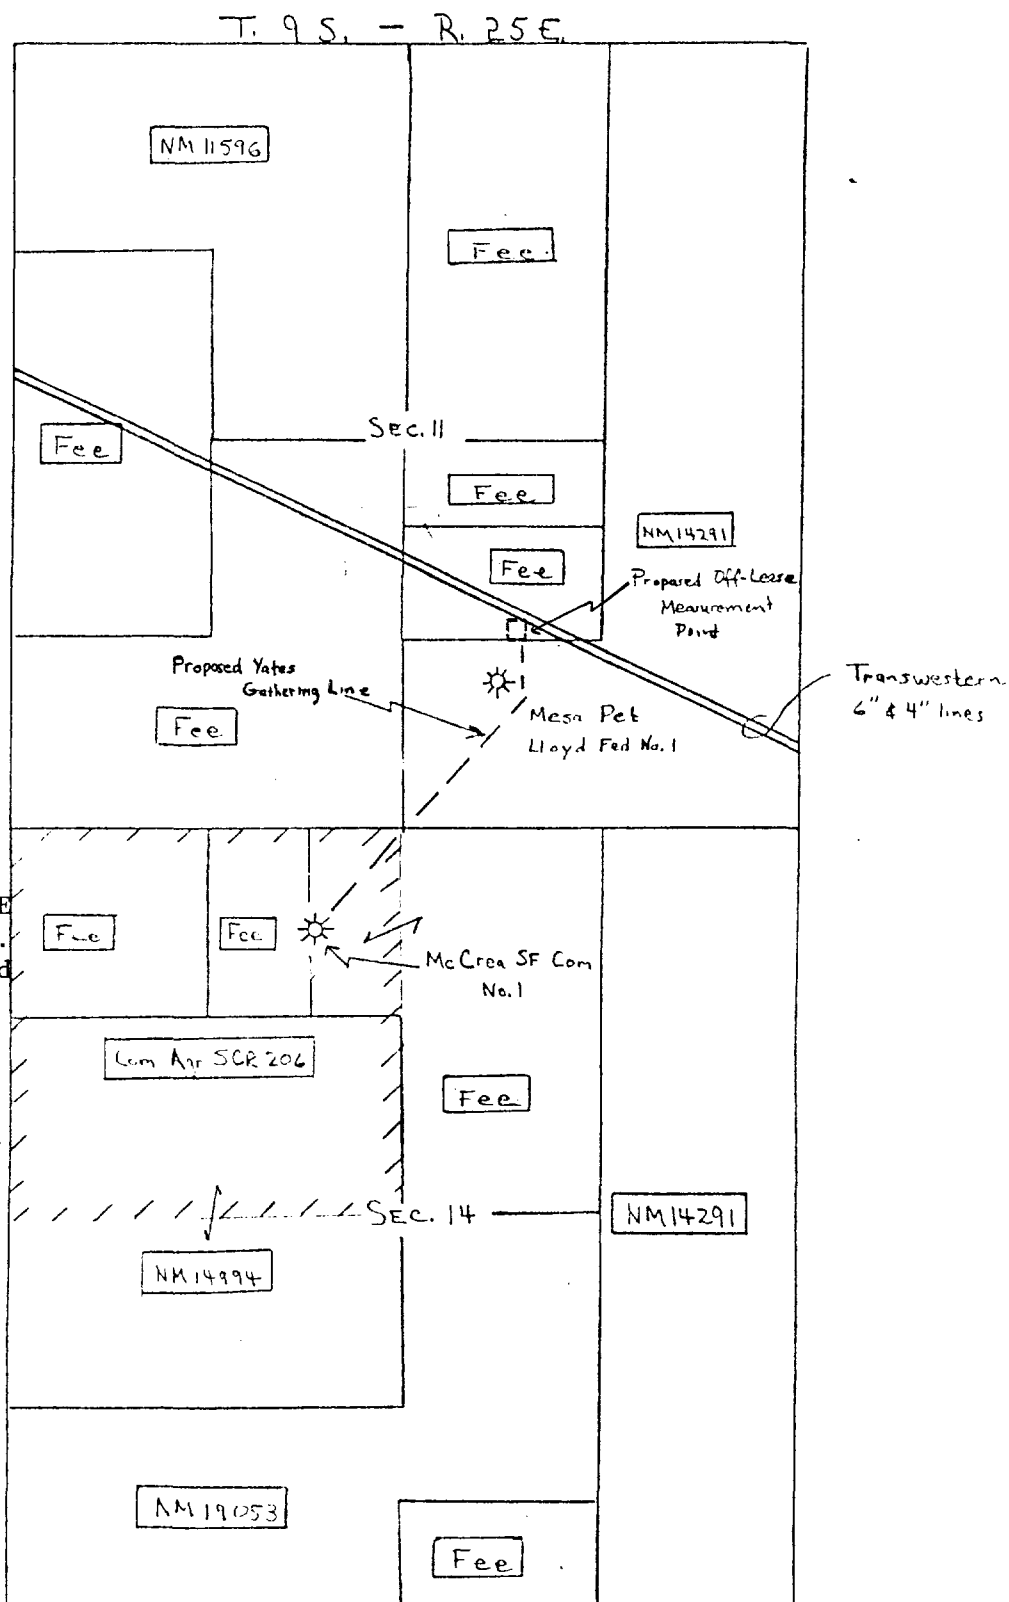 T. 9 S. - R. 25 E.
NM 11596
Fee
SEC. 11
Fee
Fee
NM 14291
Fee
Proposed Off-Lease
Measurement
Point
Proposed Yates
Gathering Line
Transwestern
6" & 4" lines
Fee
Mesa Pet
Lloyd Fed No. 1
E
Fee
Fee
d
McCrea SF Com
No. 1
Com Agr SCR 206
Fee
SEC. 14
NM 14291
NM 14994
NM 19053
Fee